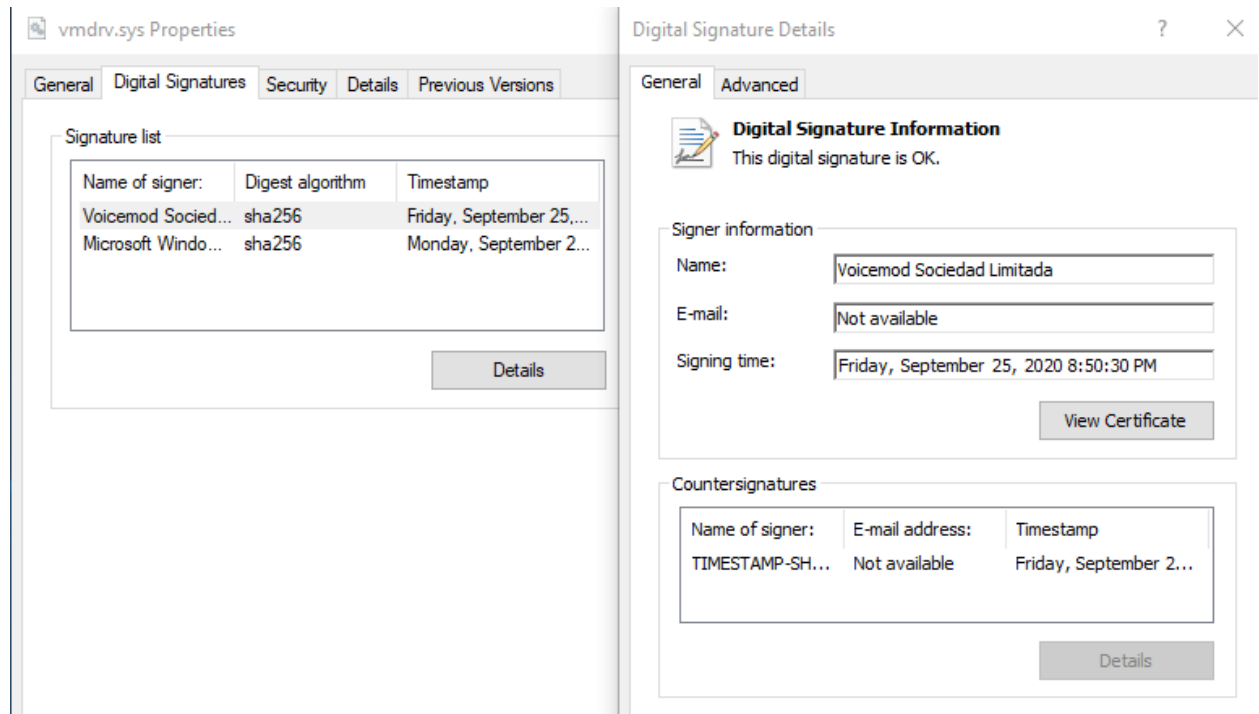 vmdrv.sys Properties
General Digital Signatures Security Details Previous Versions
Signature list
Name of signer: Digest algorithm Timestamp
Voicemod Socied... sha256 Friday, September 25,...
Microsoft Windo... sha256 Monday, September 2...
Details
Digital Signature Details ?
General Advanced
Digital Signature Information
This digital signature is OK.
Signer information
Name: Voicemod Sociedad Limitada
E-mail: Not available
Signing time: Friday, September 25, 2020 8:50:30 PM
View Certificate
Countersignatures
Name of signer: E-mail address: Timestamp
TIMESTAMP-SH... Not available Friday, September 2...
Details